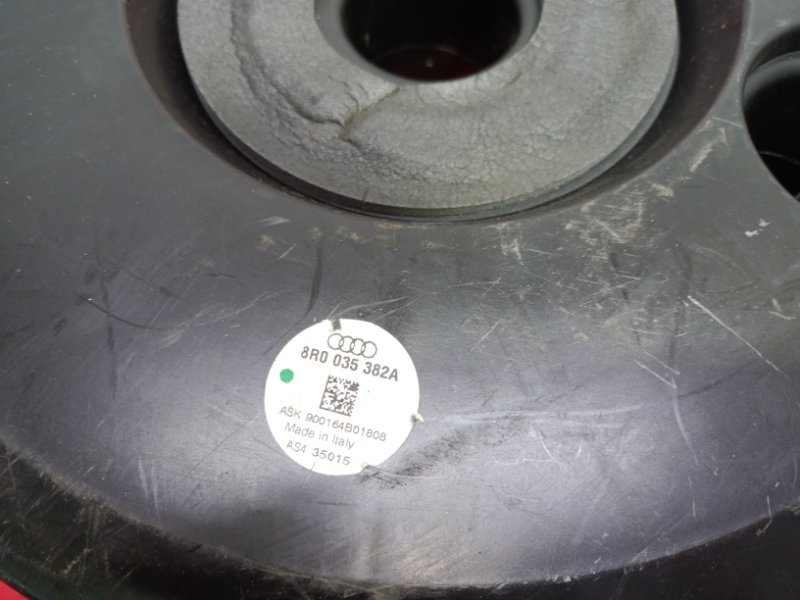 8R0 035 382A
ASK 900164B01808
Made in Italy
AS4 35015